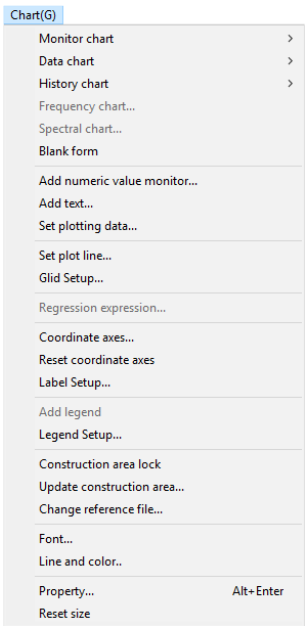 Chart(G)
Monitor chart >
Data chart >
History chart >
Frequency chart...
Spectral chart...
Blank form
Add numeric value monitor...
Add text...
Set plotting data...
Set plot line...
Glid Setup...
Regression expression...
Coordinate axes...
Reset coordinate axes
Label Setup...
Add legend
Legend Setup...
Construction area lock
Update construction area...
Change reference file...
Font...
Line and color..
Property... Alt+Enter
Reset size